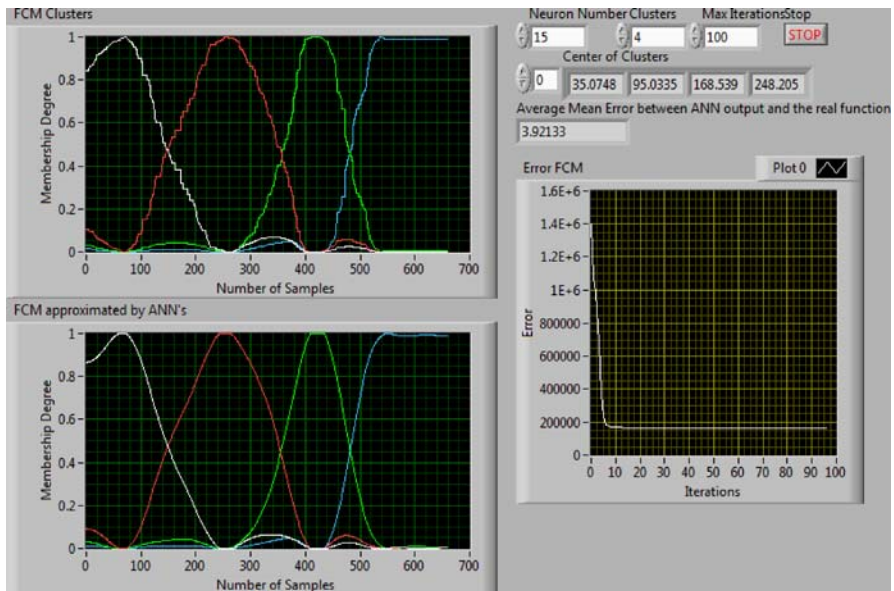 FCM Clusters
1
0.8
0.6
0.4
0.2
0
Membership Degree
0 100 200 300 400 500 600 700
Number of Samples
FCM approximated by ANN's
1
0.8
0.6
0.4
0.2
0
Membership Degree
0 100 200 300 400 500 600 700
Number of Samples
Neuron Number Clusters Max Iterations Stop
15 4 100 STOP
Center of Clusters
0 35.0748 95.0335 168.539 248.205
Average Mean Error between ANN output and the real function
3.92133
Error FCM Plot 0
1.6E+6
1.4E+6
1.2E+6
1E+6
800000
600000
400000
200000
0
Error
0 10 20 30 40 50 60 70 80 90 100
Iterations